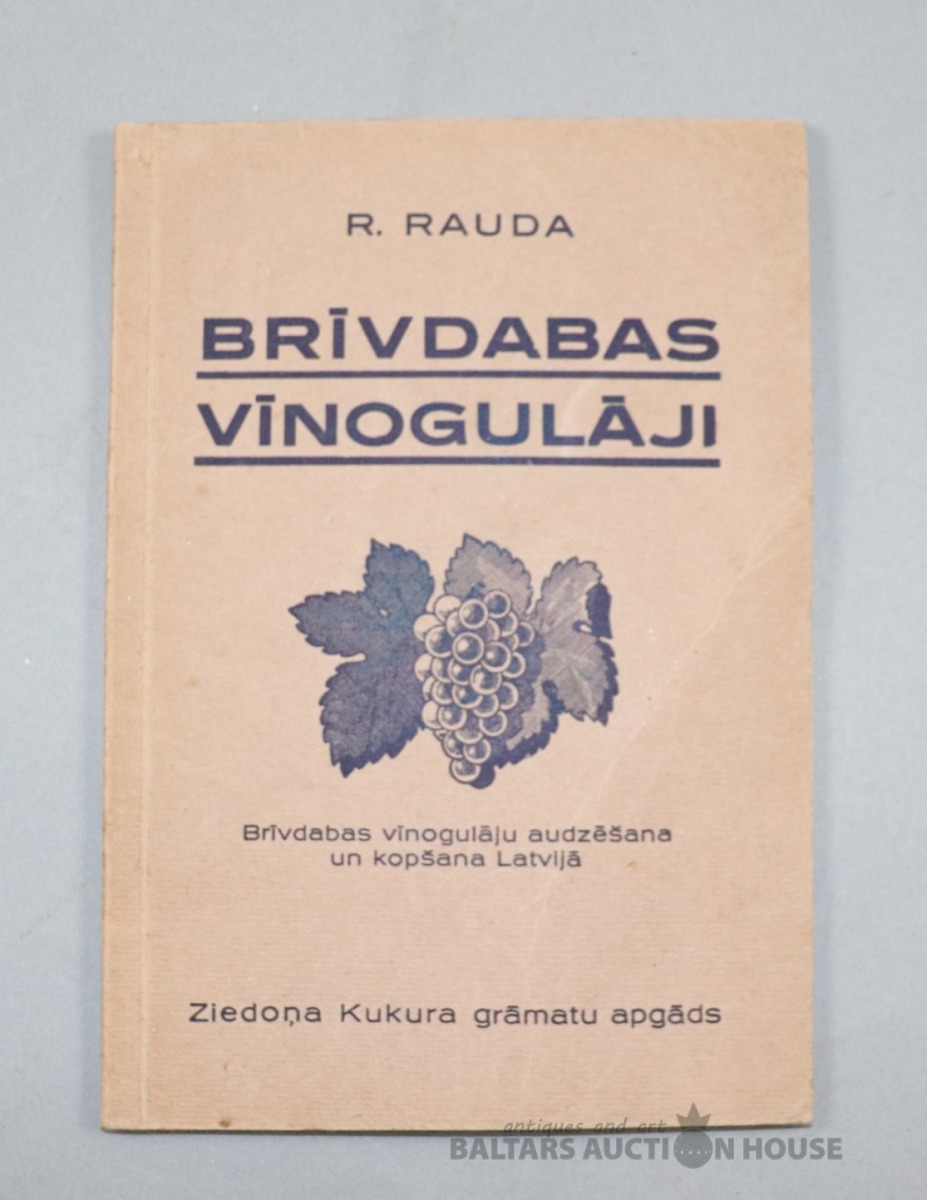 R. RAUDA
BRĪVDABAS
VĪNOGULĀJI
Brīvdabas vīnogulāju audzēšana
un kopšana Latvijā
Ziedoņa Kukura grāmatu apgāds
antiques and art
BALTARS AUCTION HOUSE